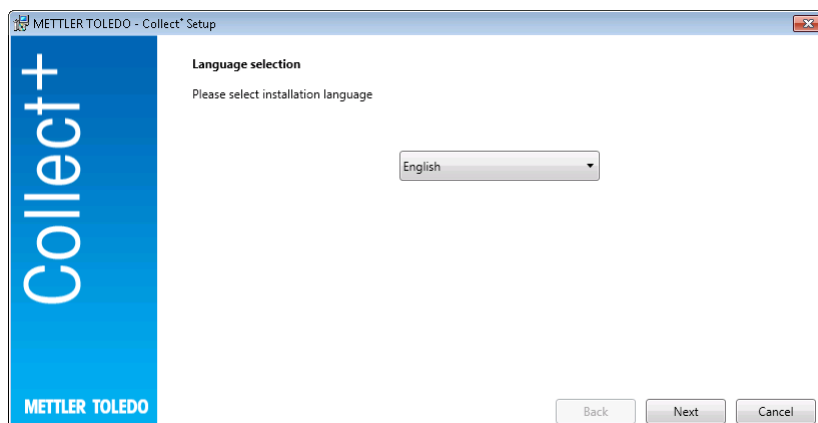 METTLER TOLEDO - Collect⁺ Setup
Collect+
Language selection
Please select installation language
English
METTLER TOLEDO
Back
Next
Cancel